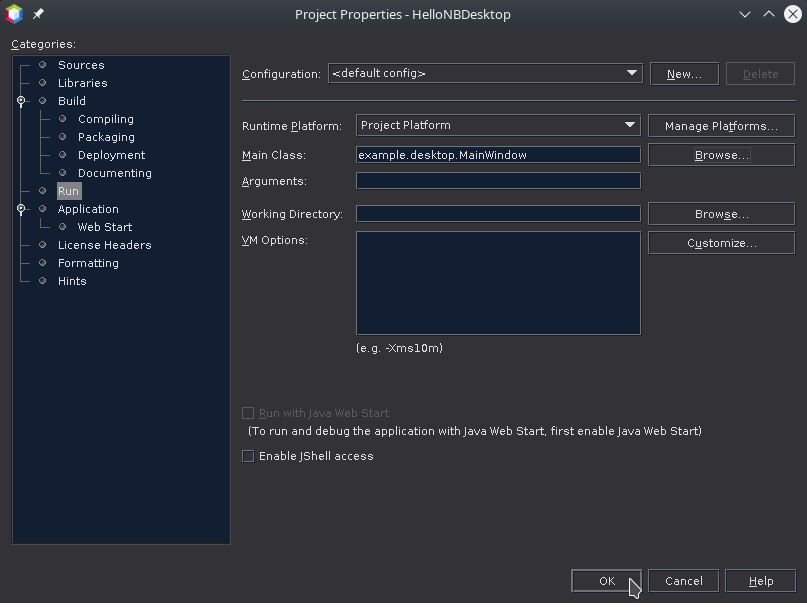 Project Properties - HelloNBDesktop
Categories:
Sources
Libraries
Build
Compiling
Packaging
Deployment
Documenting
Run
Application
Web Start
License Headers
Formatting
Hints
Configuration: <default config> New... Delete
Runtime Platform: Project Platform Manage Platforms...
Main Class: example.desktop.MainWindow Browse...
Arguments:
Working Directory: Browse...
VM Options: Customize...
(e.g. -Xms10m)
Run with Java Web Start
(To run and debug the application with Java Web Start, first enable Java Web Start)
Enable JShell access
OK Cancel Help